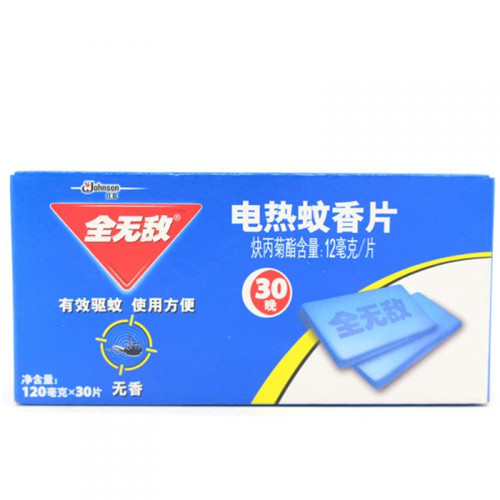 Johnson
庄臣
全无敌®
有效驱蚊 使用方便
无香
净含量:
120毫克×30片
电热蚊香片
炔丙菊酯含量:12毫克/片
30
晚
全无敌